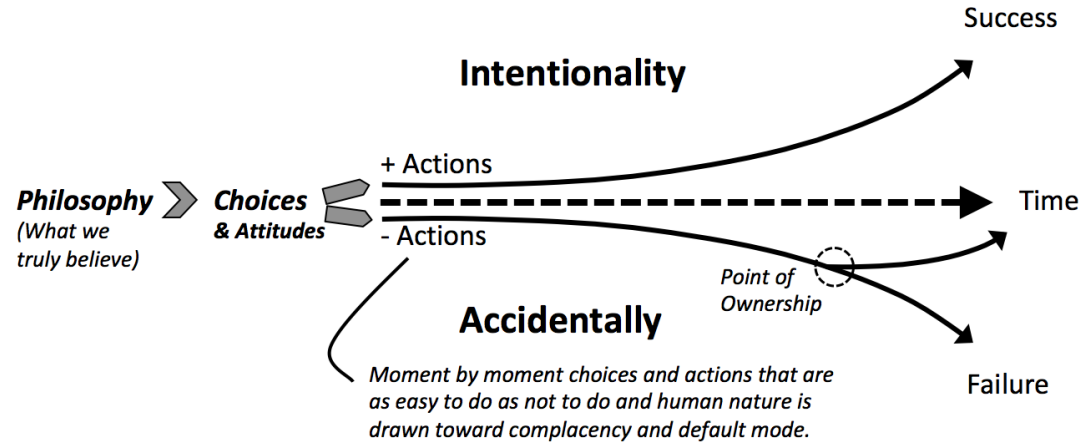 Success
Intentionality
+ Actions
Philosophy
(What we
truly believe)
Choices
& Attitudes
Time
- Actions
Point of
Ownership
Accidentally
Failure
Moment by moment choices and actions that are
as easy to do as not to do and human nature is
drawn toward complacency and default mode.